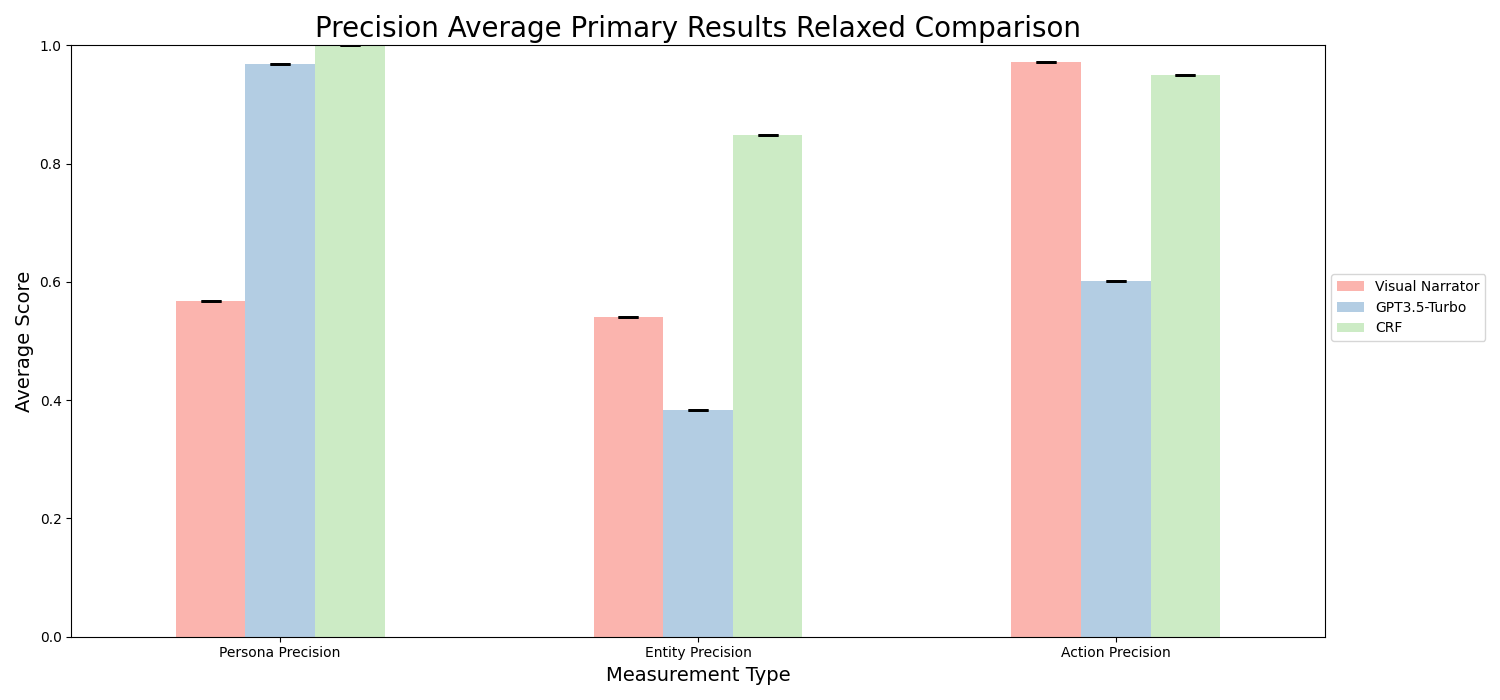 Precision Average Primary Results Relaxed Comparison
Average Score
1.0
0.8
0.6
0.4
0.2
0.0
Persona Precision
Entity Precision
Action Precision
Measurement Type
Visual Narrator
GPT3.5-Turbo
CRF